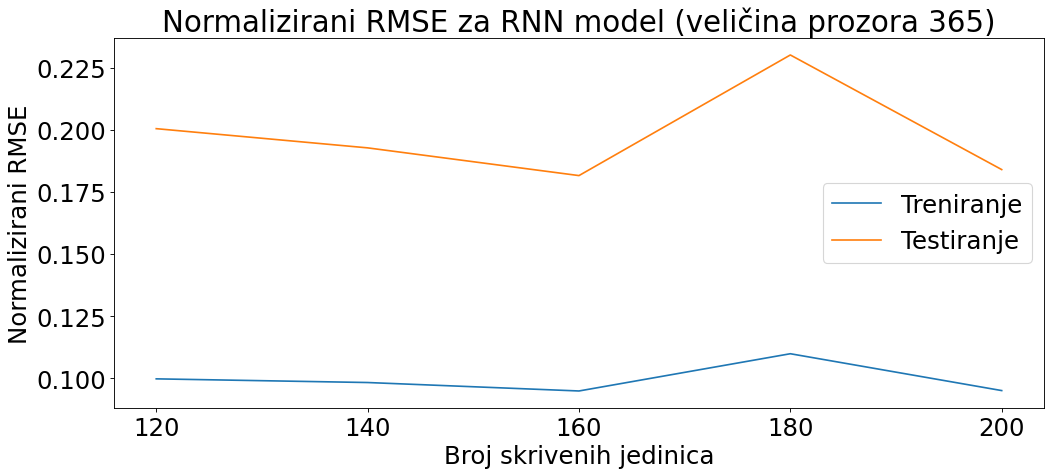 Normalizirani RMSE za RNN model (veličina prozora 365)
Normalizirani RMSE
0.225
0.200
0.175
0.150
0.125
0.100
Treniranje
Testiranje
120 140 160 180 200
Broj skrivenih jedinica